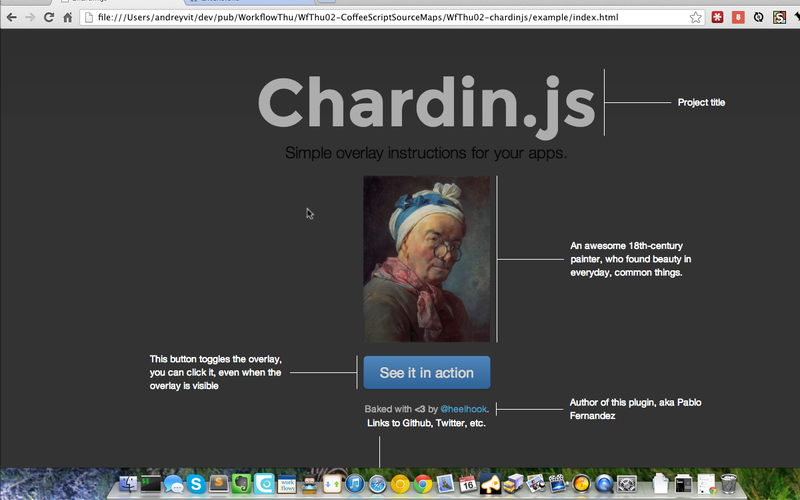 file:///Users/andreyvit/dev/pub/WorkflowThu/WfThu02-CoffeeScriptSourceMaps/WfThu02-chardinjs/example/index.html
Chardin.js
Project title
Simple overlay instructions for your apps.
An awesome 18th-century
painter, who found beauty in
everyday, common things.
This button toggles the overlay,
you can click it, even when the
overlay is visible
See it in action
Baked with <3 by @heelhook.
Links to Github, Twitter, etc.
Author of this plugin, aka Pablo
Fernandez
work
flowy
16